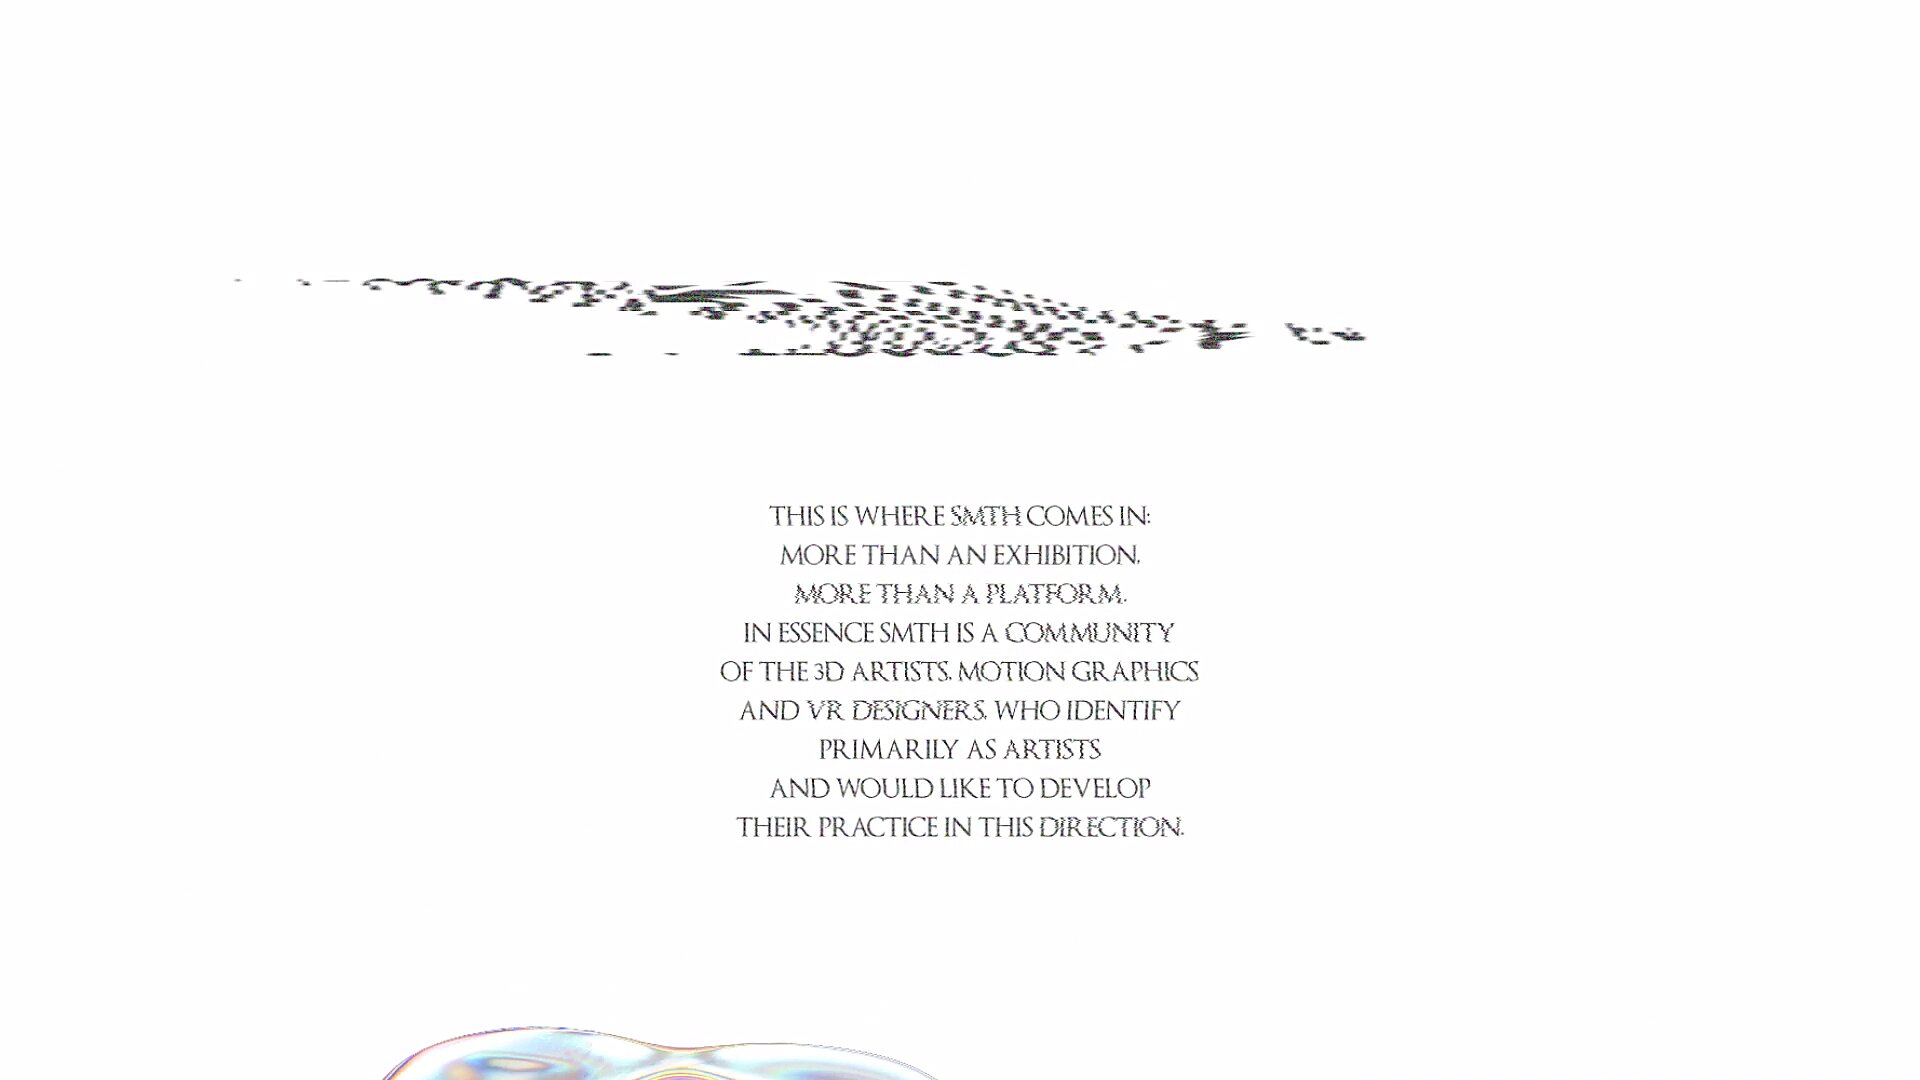 THIS IS WHERE SMTH COMES IN:
MORE THAN AN EXHIBITION,
MORE THAN A PLATFORM.
IN ESSENCE SMTH IS A COMMUNITY
OF THE 3D ARTISTS, MOTION GRAPHICS
AND VR DESIGNERS, WHO IDENTIFY
PRIMARILY AS ARTISTS
AND WOULD LIKE TO DEVELOP
THEIR PRACTICE IN THIS DIRECTION.